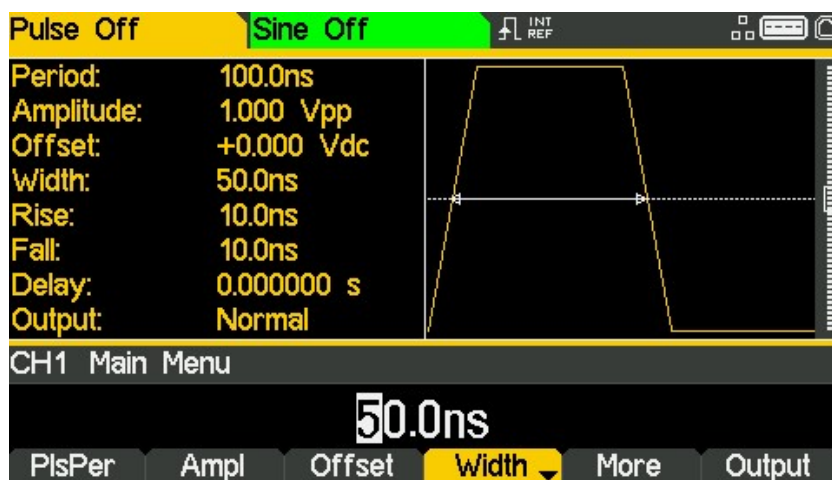 Pulse Off Sine Off INT REF
Period: 100.0ns
Amplitude: 1.000 Vpp
Offset: +0.000 Vdc
Width: 50.0ns
Rise: 10.0ns
Fall: 10.0ns
Delay: 0.000000 s
Output: Normal
CH1 Main Menu
50.0ns
PlsPer Ampl Offset Width More Output